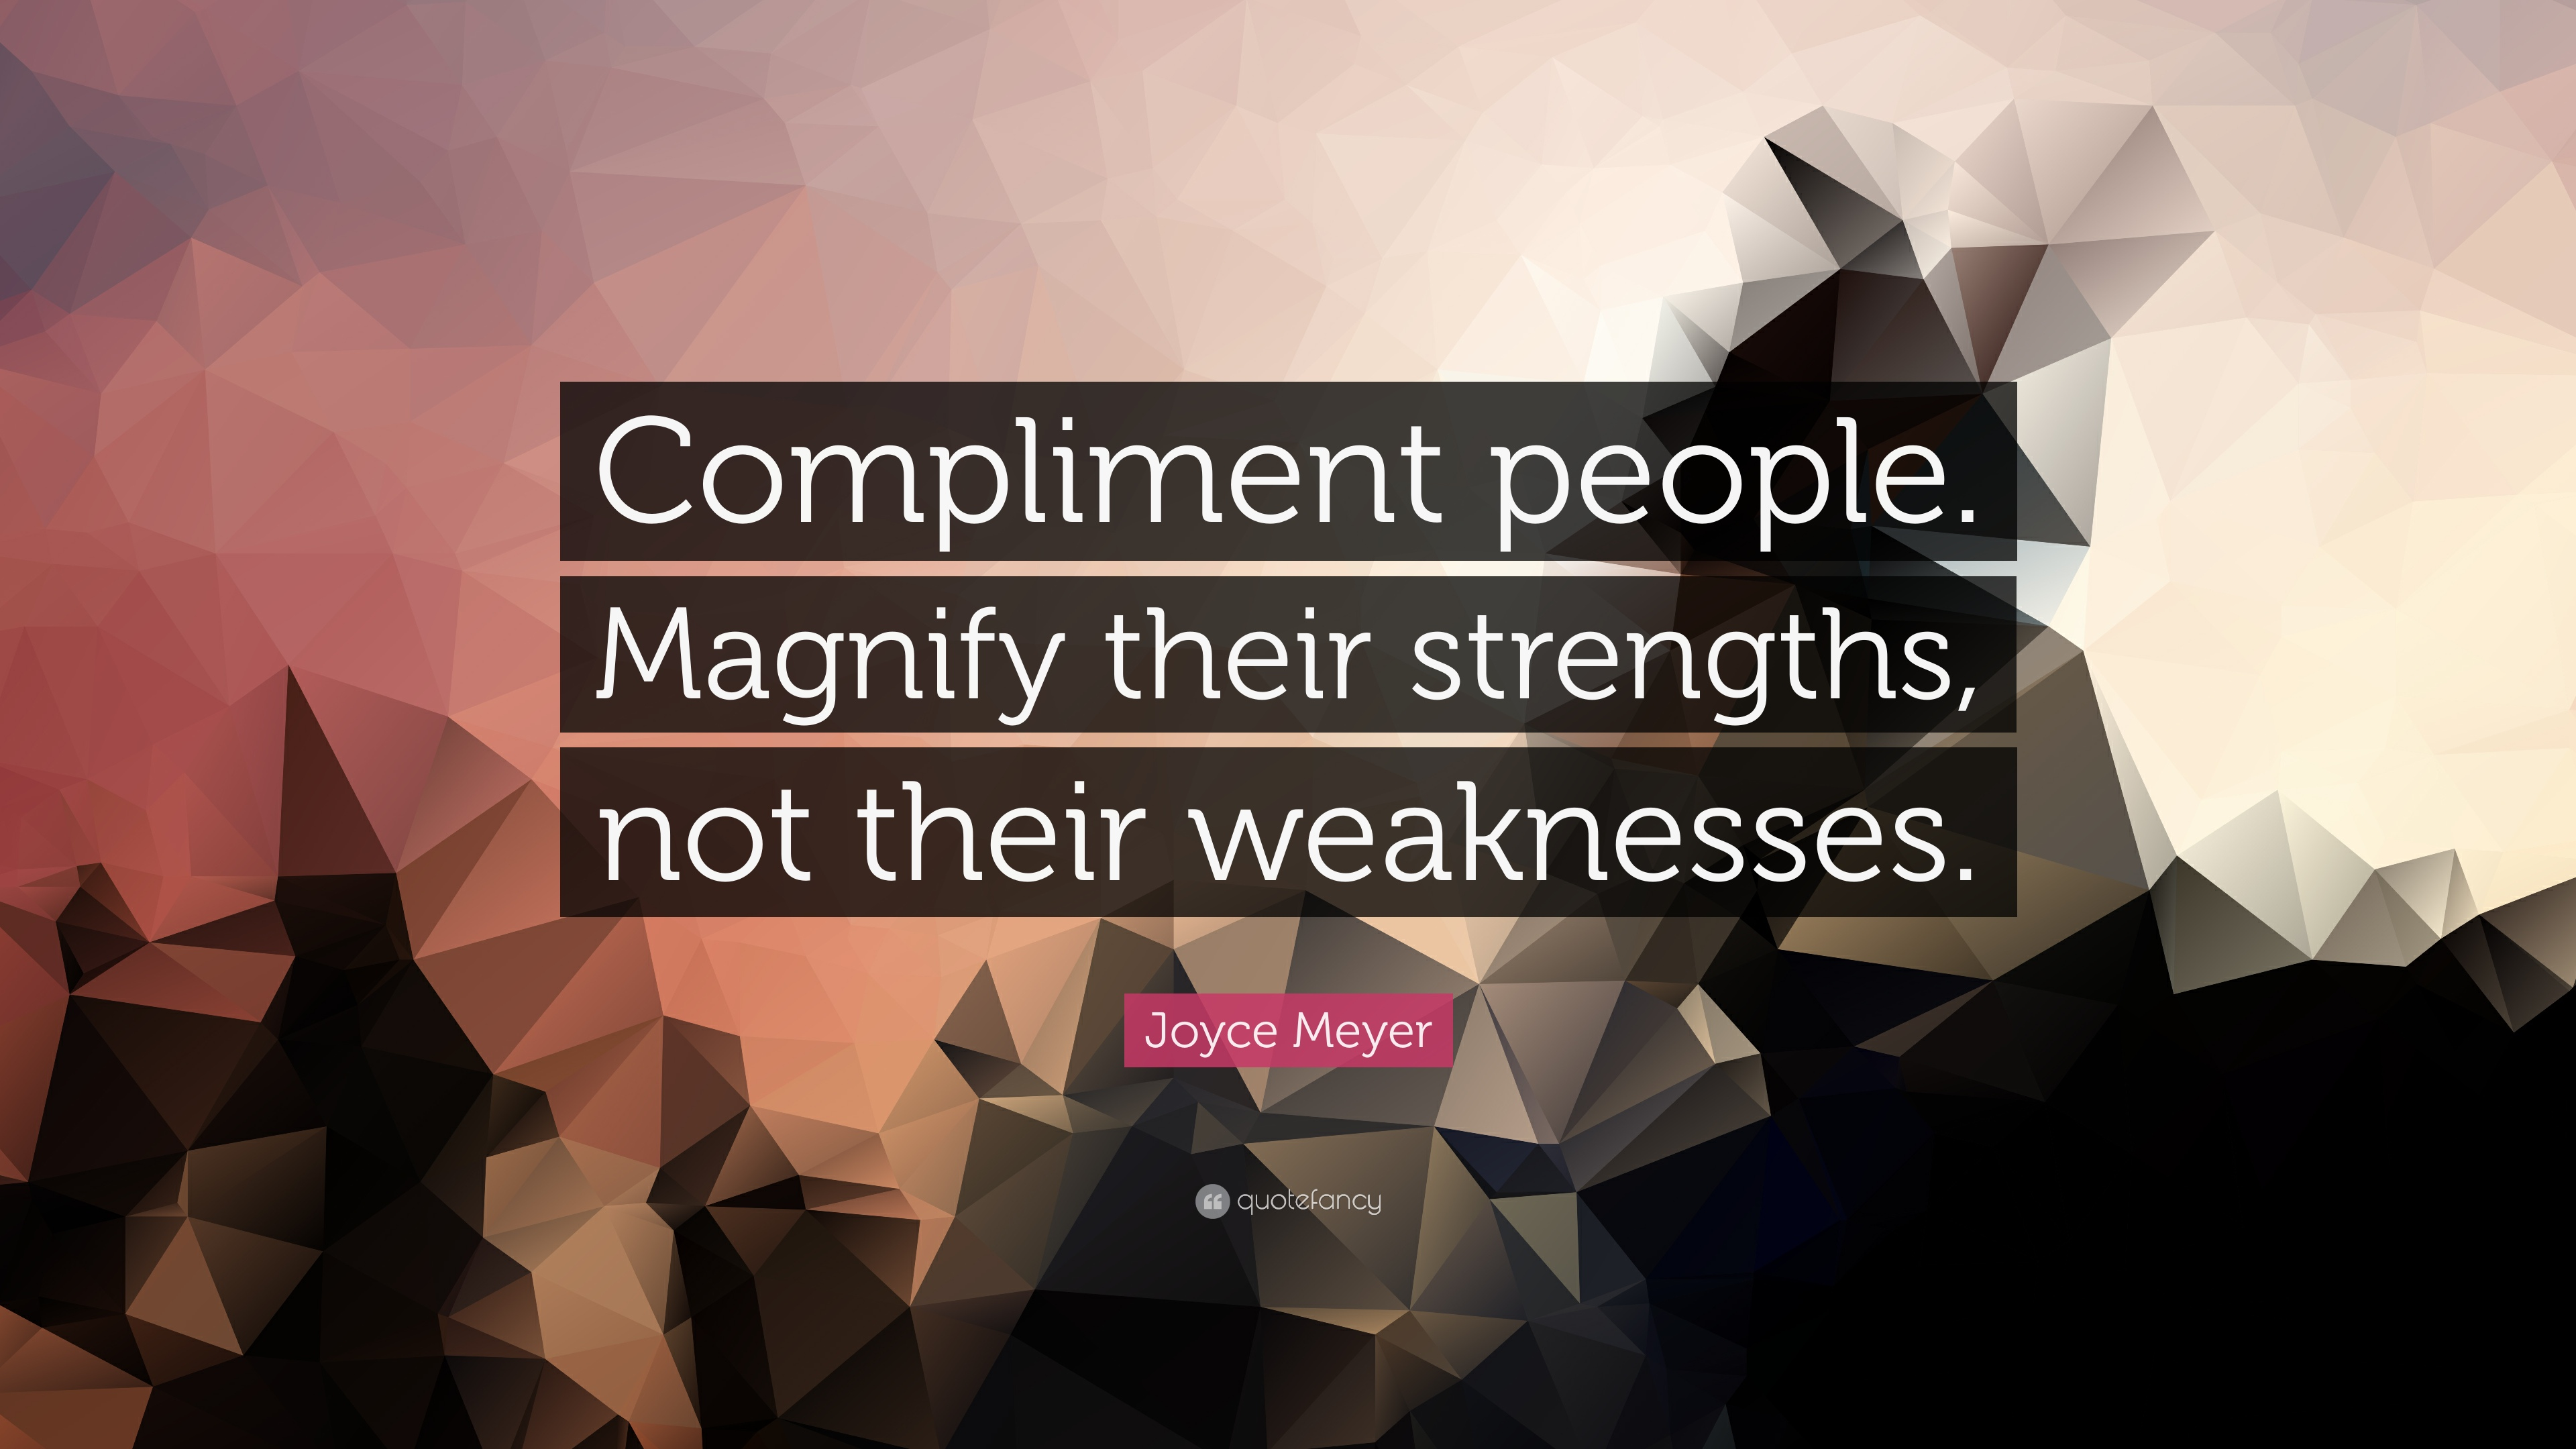 Compliment people.
Magnify their strengths,
not their weaknesses.
Joyce Meyer
quotefancy